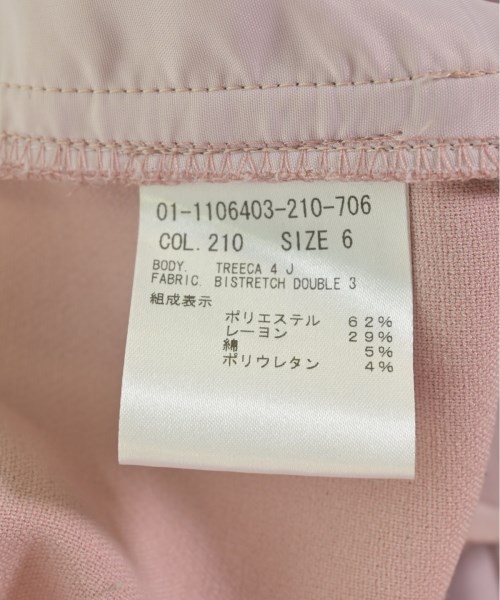 01-1106403-210-706
COL. 210 SIZE 6
BODY. TREECA 4 J
FABRIC. BISTRETCH DOUBLE 3
組成表示
ポリエステル 62%
レーヨン 29%
綿 5%
ポリウレタン 4%